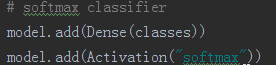 # softmax classifier
model.add(Dense(classes))
model.add(Activation("softmax"))